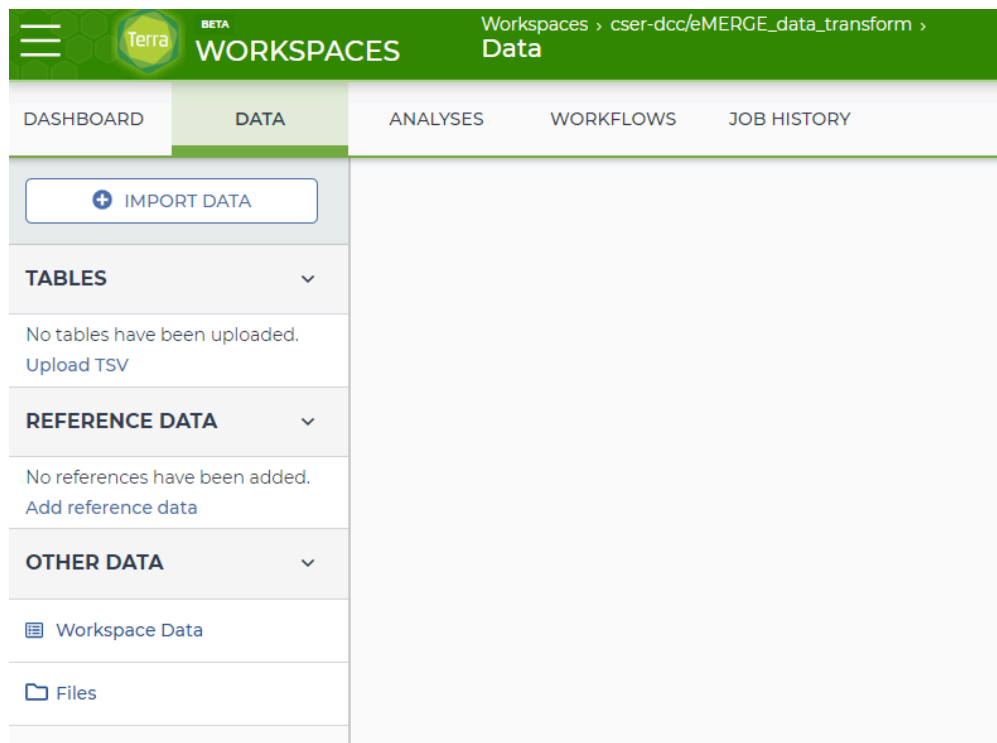 Terra
BETA
WORKSPACES
Workspaces › cser-dcc/eMERGE_data_transform ›
Data
DASHBOARD
DATA
ANALYSES
WORKFLOWS
JOB HISTORY
IMPORT DATA
TABLES
No tables have been uploaded.
Upload TSV
REFERENCE DATA
No references have been added.
Add reference data
OTHER DATA
Workspace Data
Files